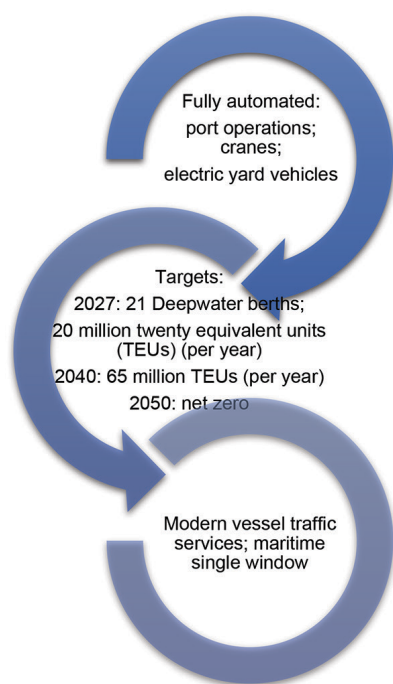 Fully automated:
port operations;
cranes;
electric yard vehicles
Targets:
2027: 21 Deepwater berths;
20 million twenty equivalent units
(TEUs) (per year)
2040: 65 million TEUs (per year)
2050: net zero
Modern vessel traffic
services; maritime
single window